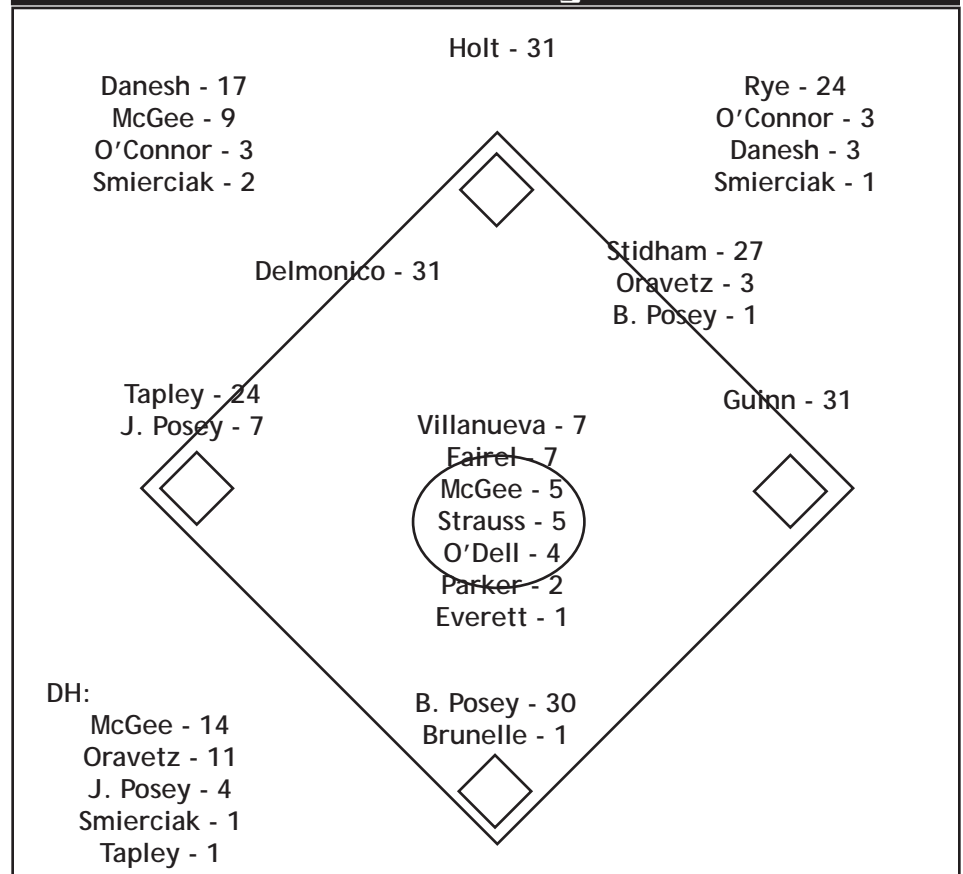 Holt - 31
Danesh - 17
McGee - 9
O'Connor - 3
Smierciak - 2
Rye - 24
O'Connor - 3
Danesh - 3
Smierciak - 1
Delmonico - 31
Stidham - 27
Oravetz - 3
B. Posey - 1
Tapley - 24
J. Posey - 7
Guinn - 31
Villanueva - 7
Fairel - 7
McGee - 5
Strauss - 5
O'Dell - 4
Parker - 2
Everett - 1
B. Posey - 30
Brunelle - 1
DH:
McGee - 14
Oravetz - 11
J. Posey - 4
Smierciak - 1
Tapley - 1